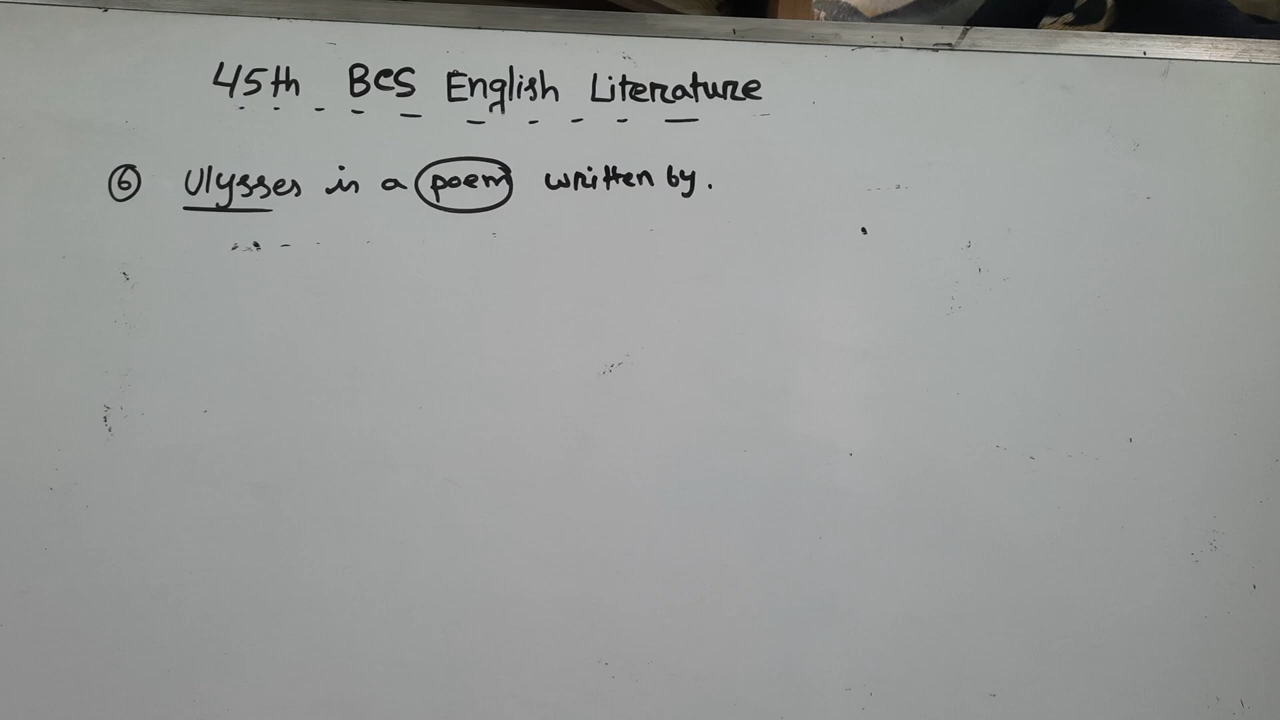 45th BCS English Literature
⑥ Ulysses is a poem written by.